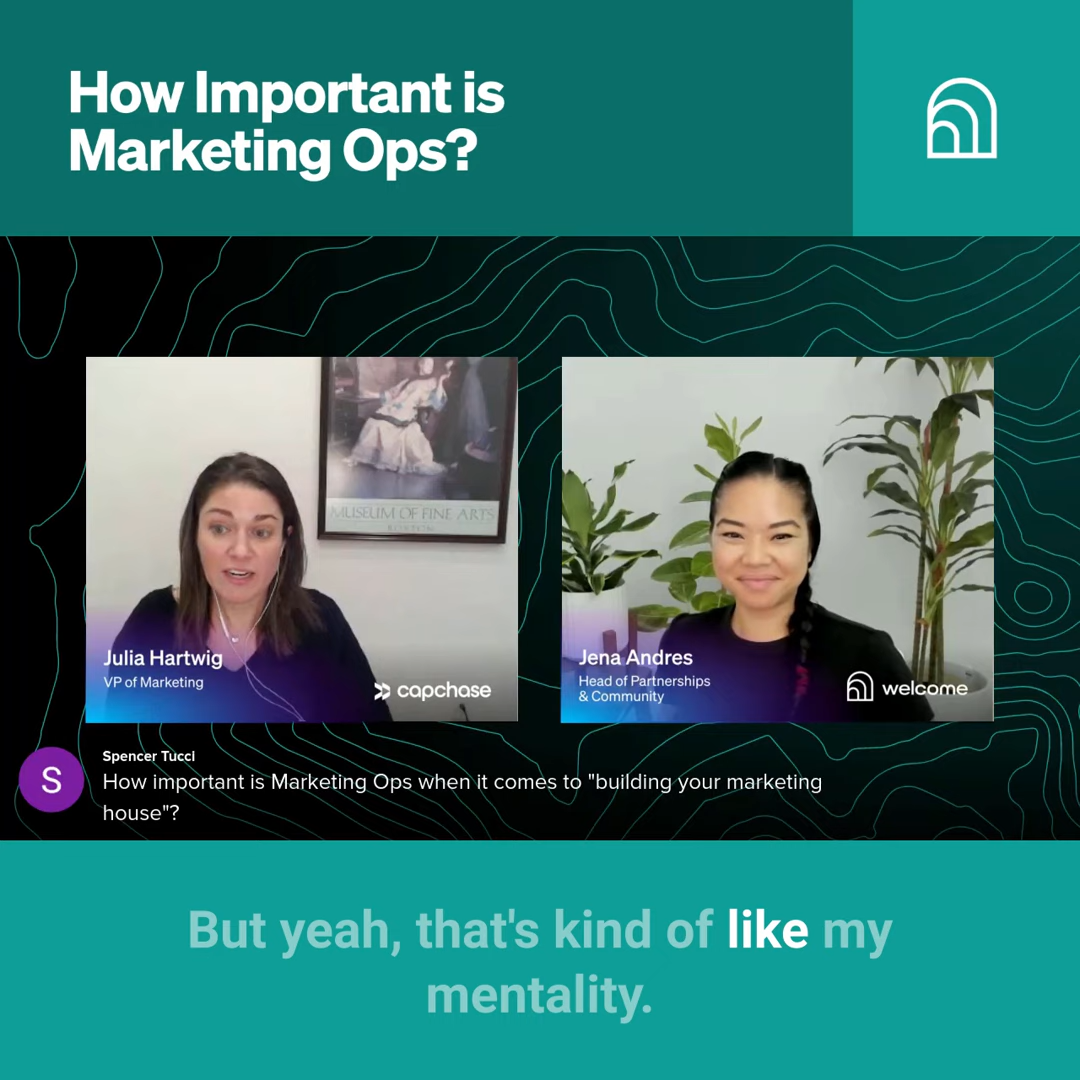 How Important is
Marketing Ops?
MUSEUM OF FINE ARTS
BOSTON
Julia Hartwig
VP of Marketing
capchase
Jena Andres
Head of Partnerships
& Community
welcome
S
Spencer Tucci
How important is Marketing Ops when it comes to "building your marketing
house"?
But yeah, that's kind of like my
mentality.